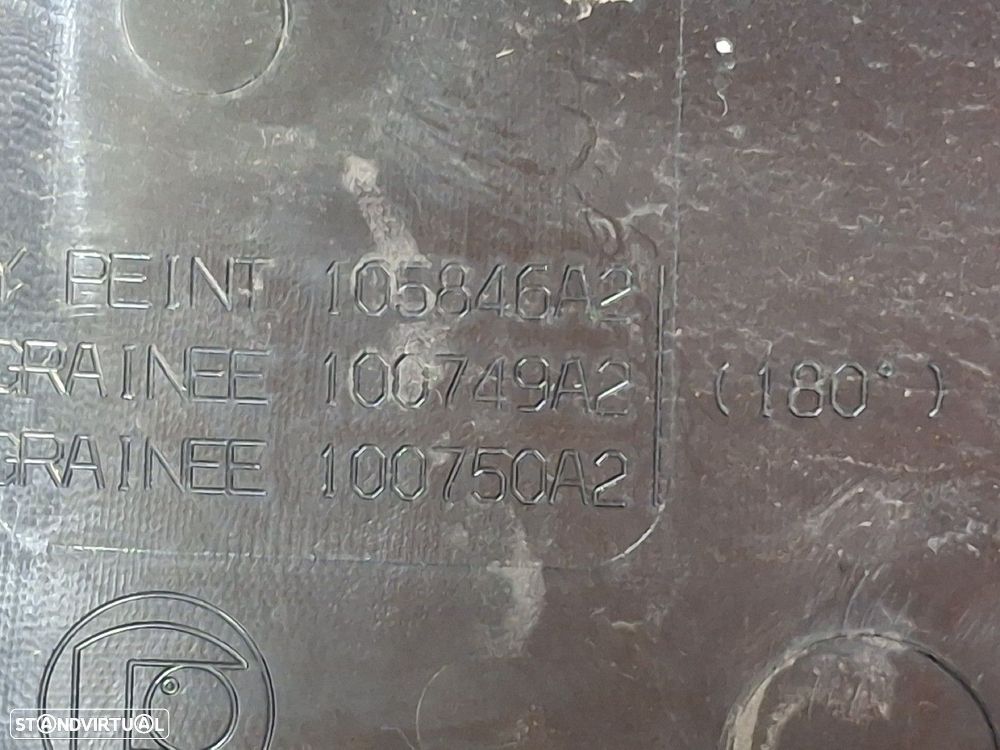 PEINT 105846A2
GRAINEE 100749A2 (180°)
GRAINEE 100750A2
STANDVIRTUAL